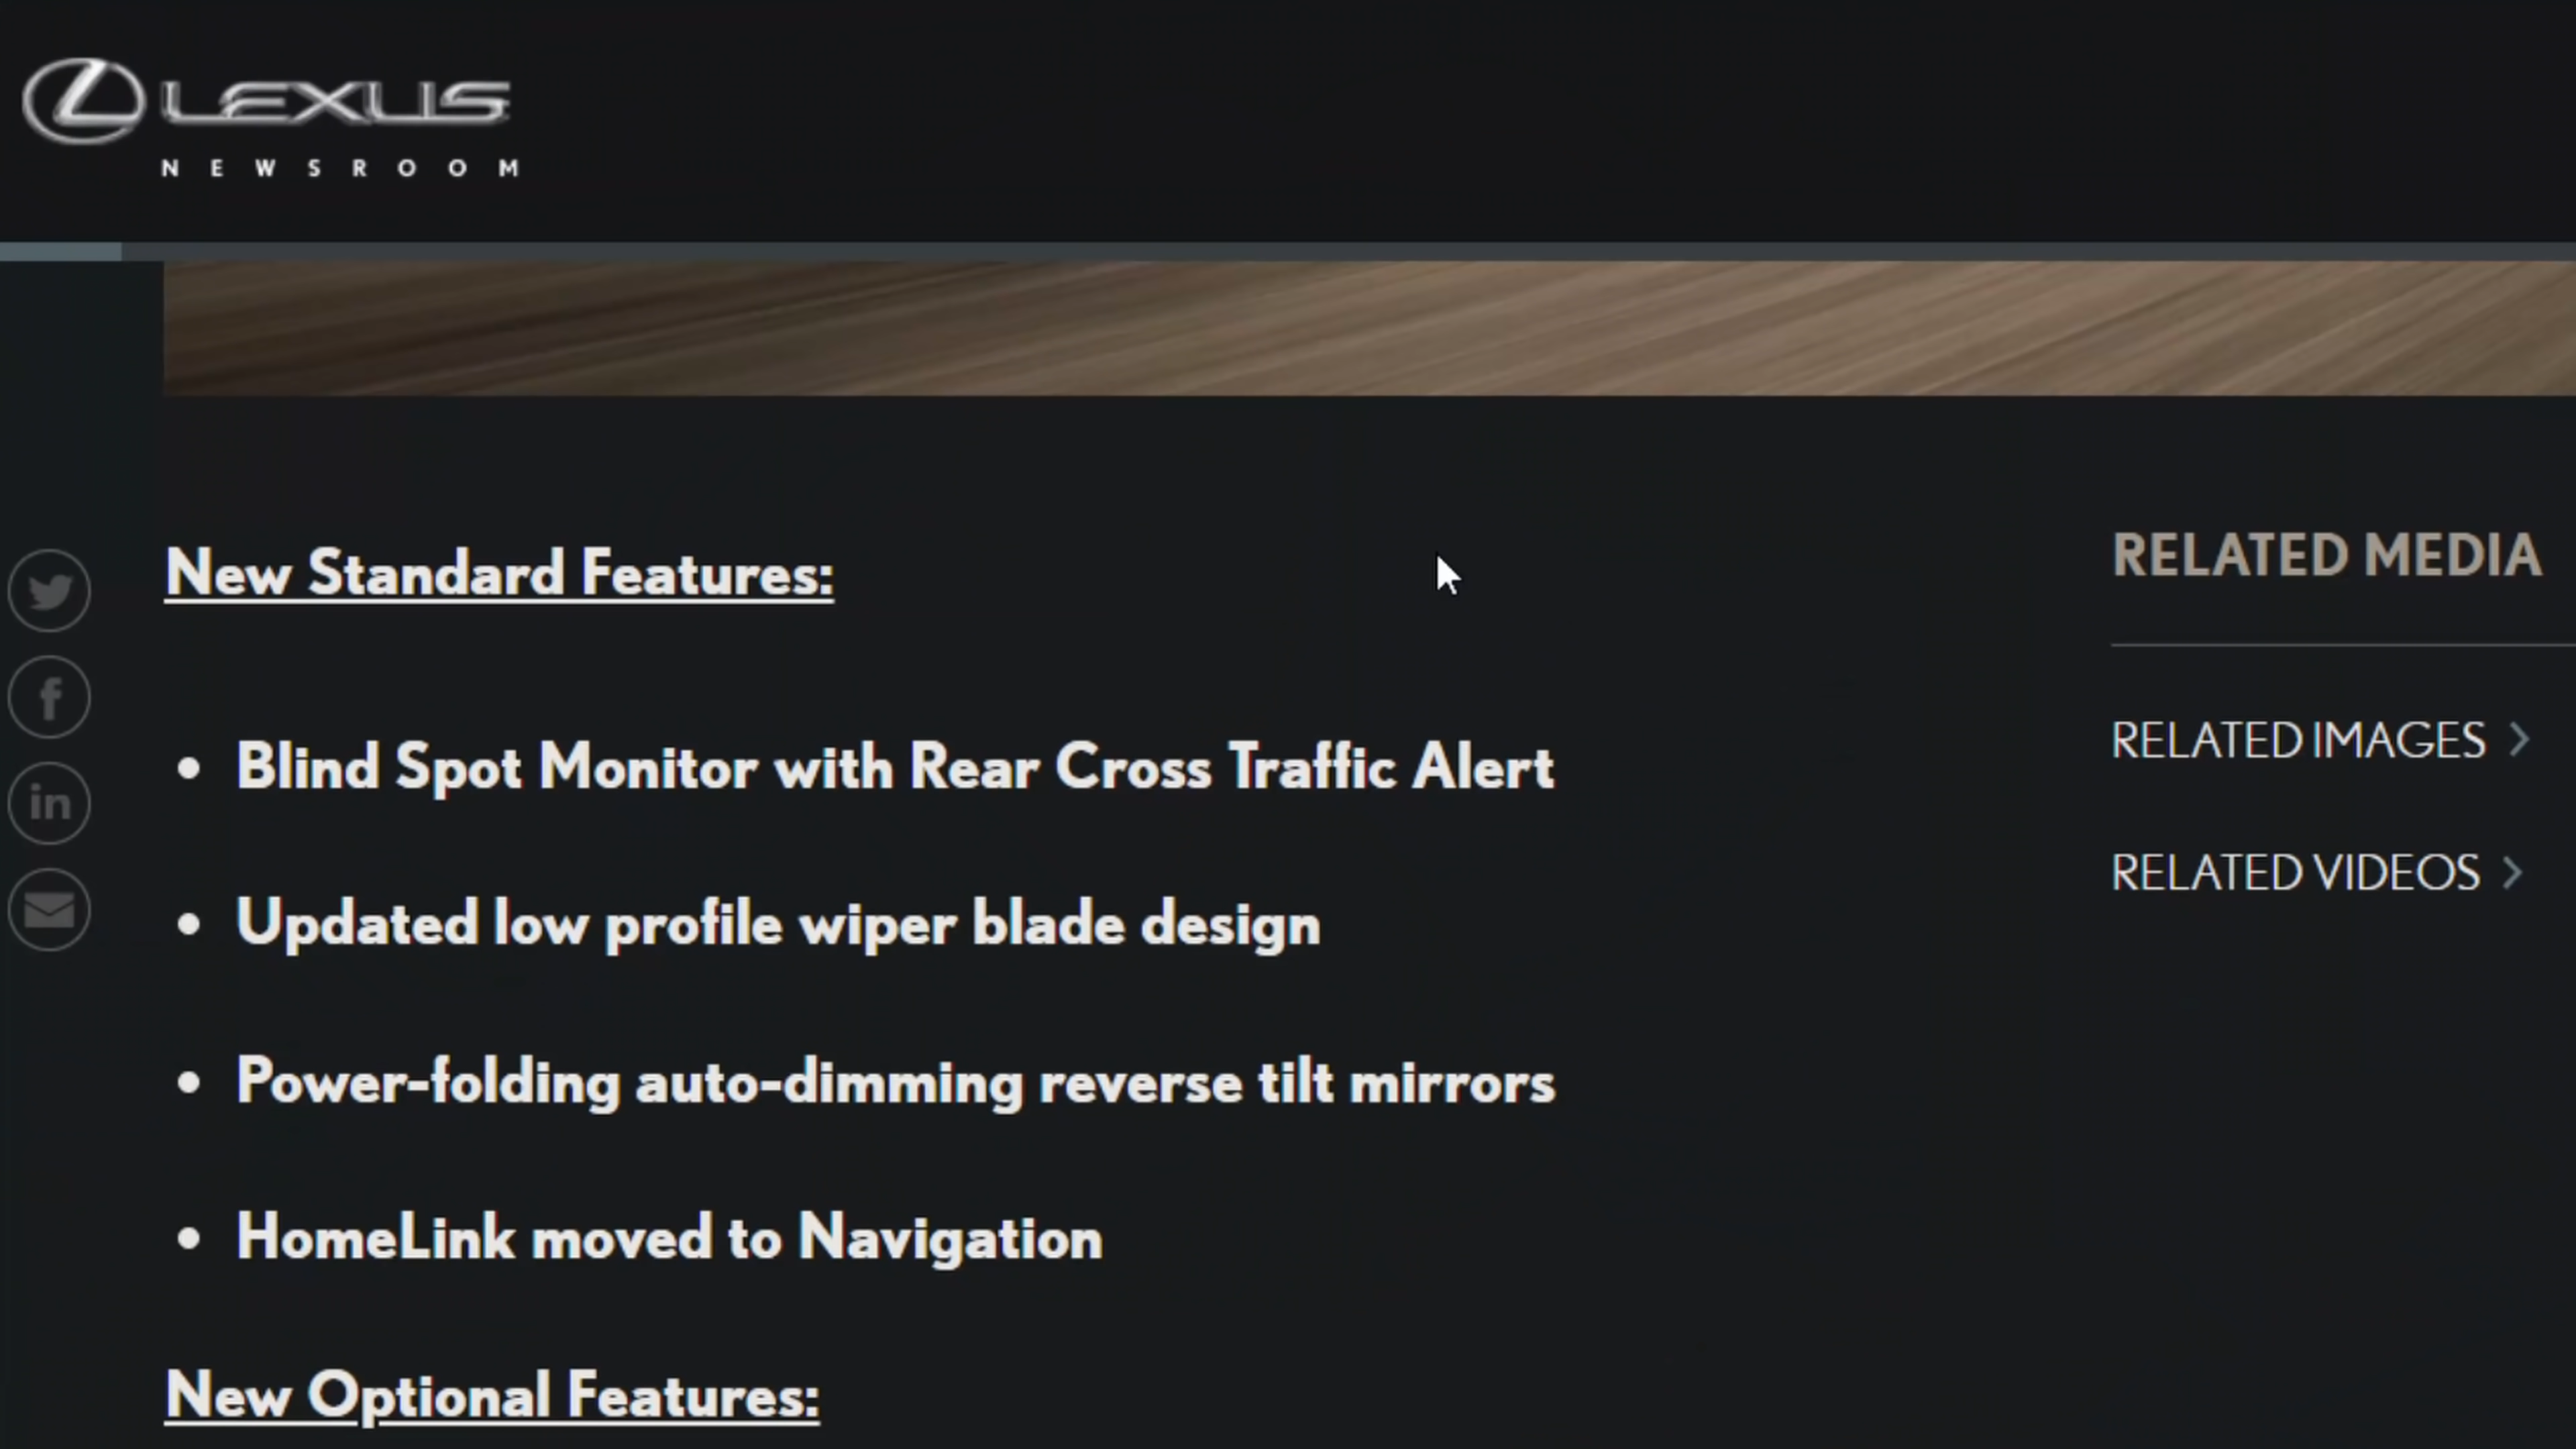 LEXUS
NEWSROOM
New Standard Features:
• Blind Spot Monitor with Rear Cross Traffic Alert
• Updated low profile wiper blade design
• Power-folding auto-dimming reverse tilt mirrors
• HomeLink moved to Navigation
New Optional Features:
RELATED MEDIA
RELATED IMAGES >
RELATED VIDEOS >